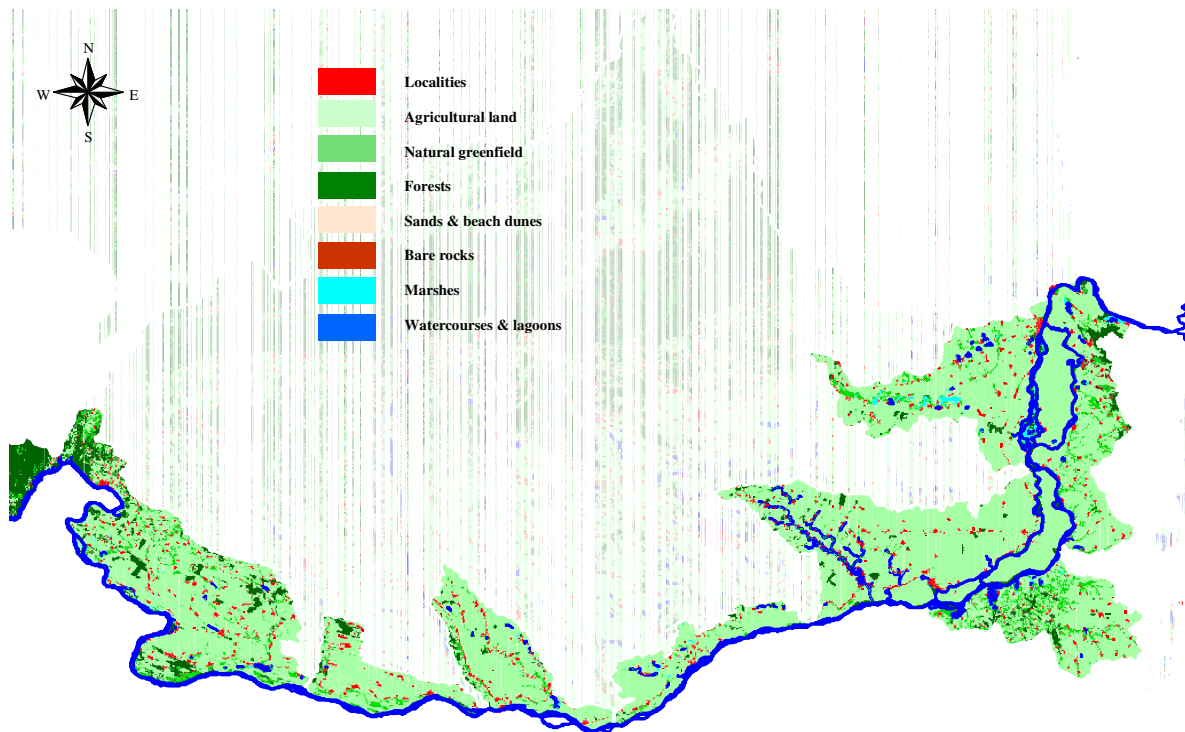 N
W E
S
Localities
Agricultural land
Natural greenfield
Forests
Sands & beach dunes
Bare rocks
Marshes
Watercourses & lagoons